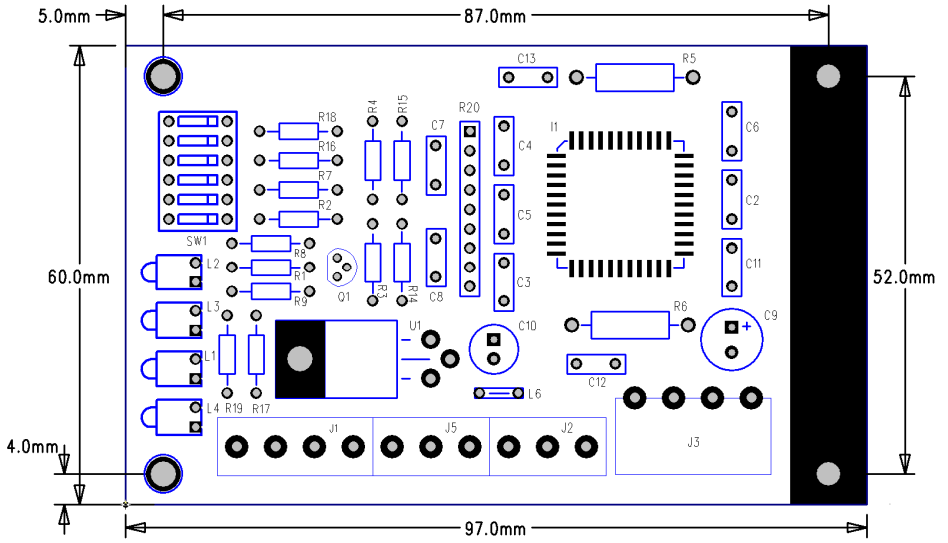 5.0mm
87.0mm
C13
R5
R4
R15
R20
R18
C7
I1
C4
C6
R16
R7
R2
C5
C2
SW1
R8
L2
R1
R9
Q1
R3
R14
C8
C3
C11
60.0mm
52.0mm
L3
U1
C10
R6
C9
+
L1
C12
L6
R19
R17
L4
J1
J5
J2
J3
4.0mm
97.0mm